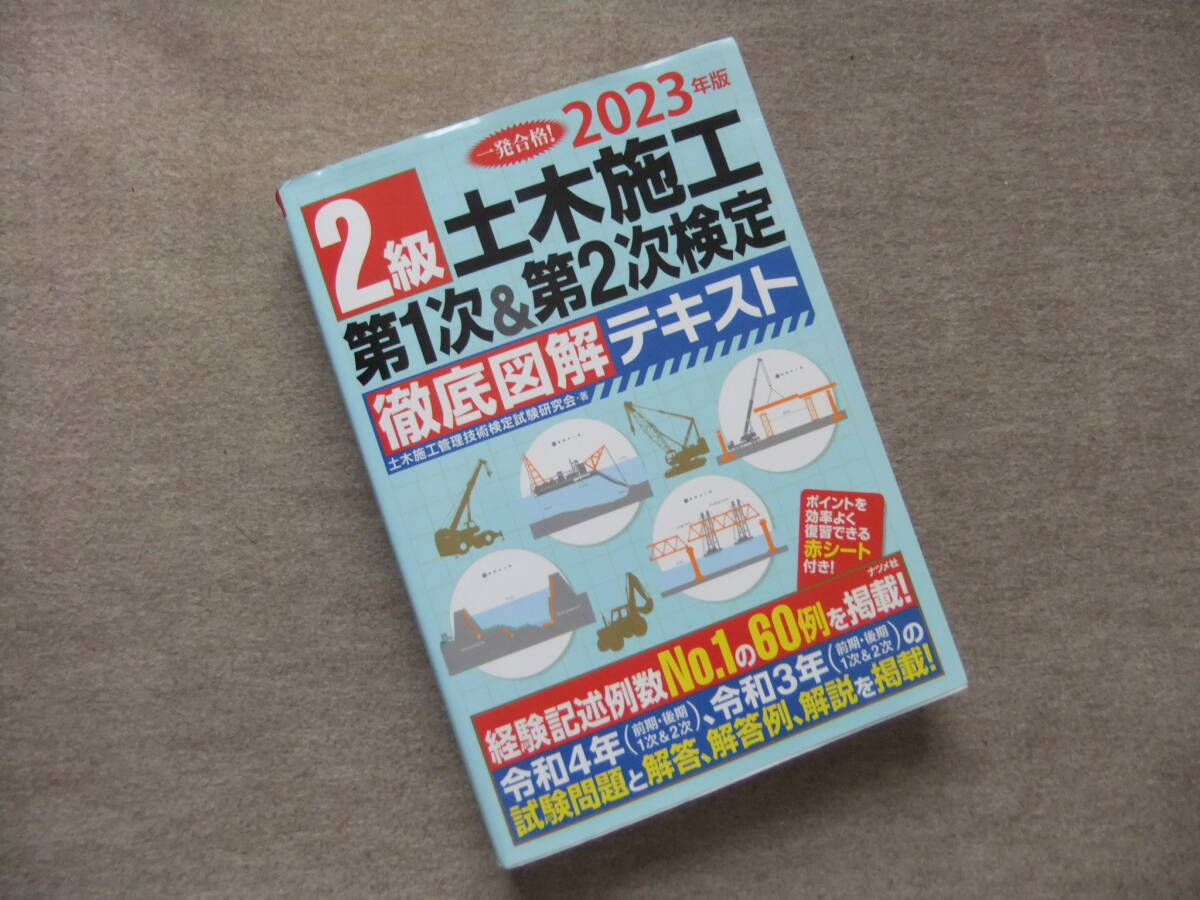 一発合格!
2023年版
2級
土木施工
第1次&第2次検定
徹底図解テキスト
土木施工管理技術検定試験研究会・著
ポイントを
効率よく
復習できる
赤シート
付き!
ナツメ社
経験記述例数No.1の60例を掲載!
令和4年(前期・後期 1次&2次)、令和3年(前期・後期 1次&2次)の
試験問題と解答、解答例、解説を掲載!